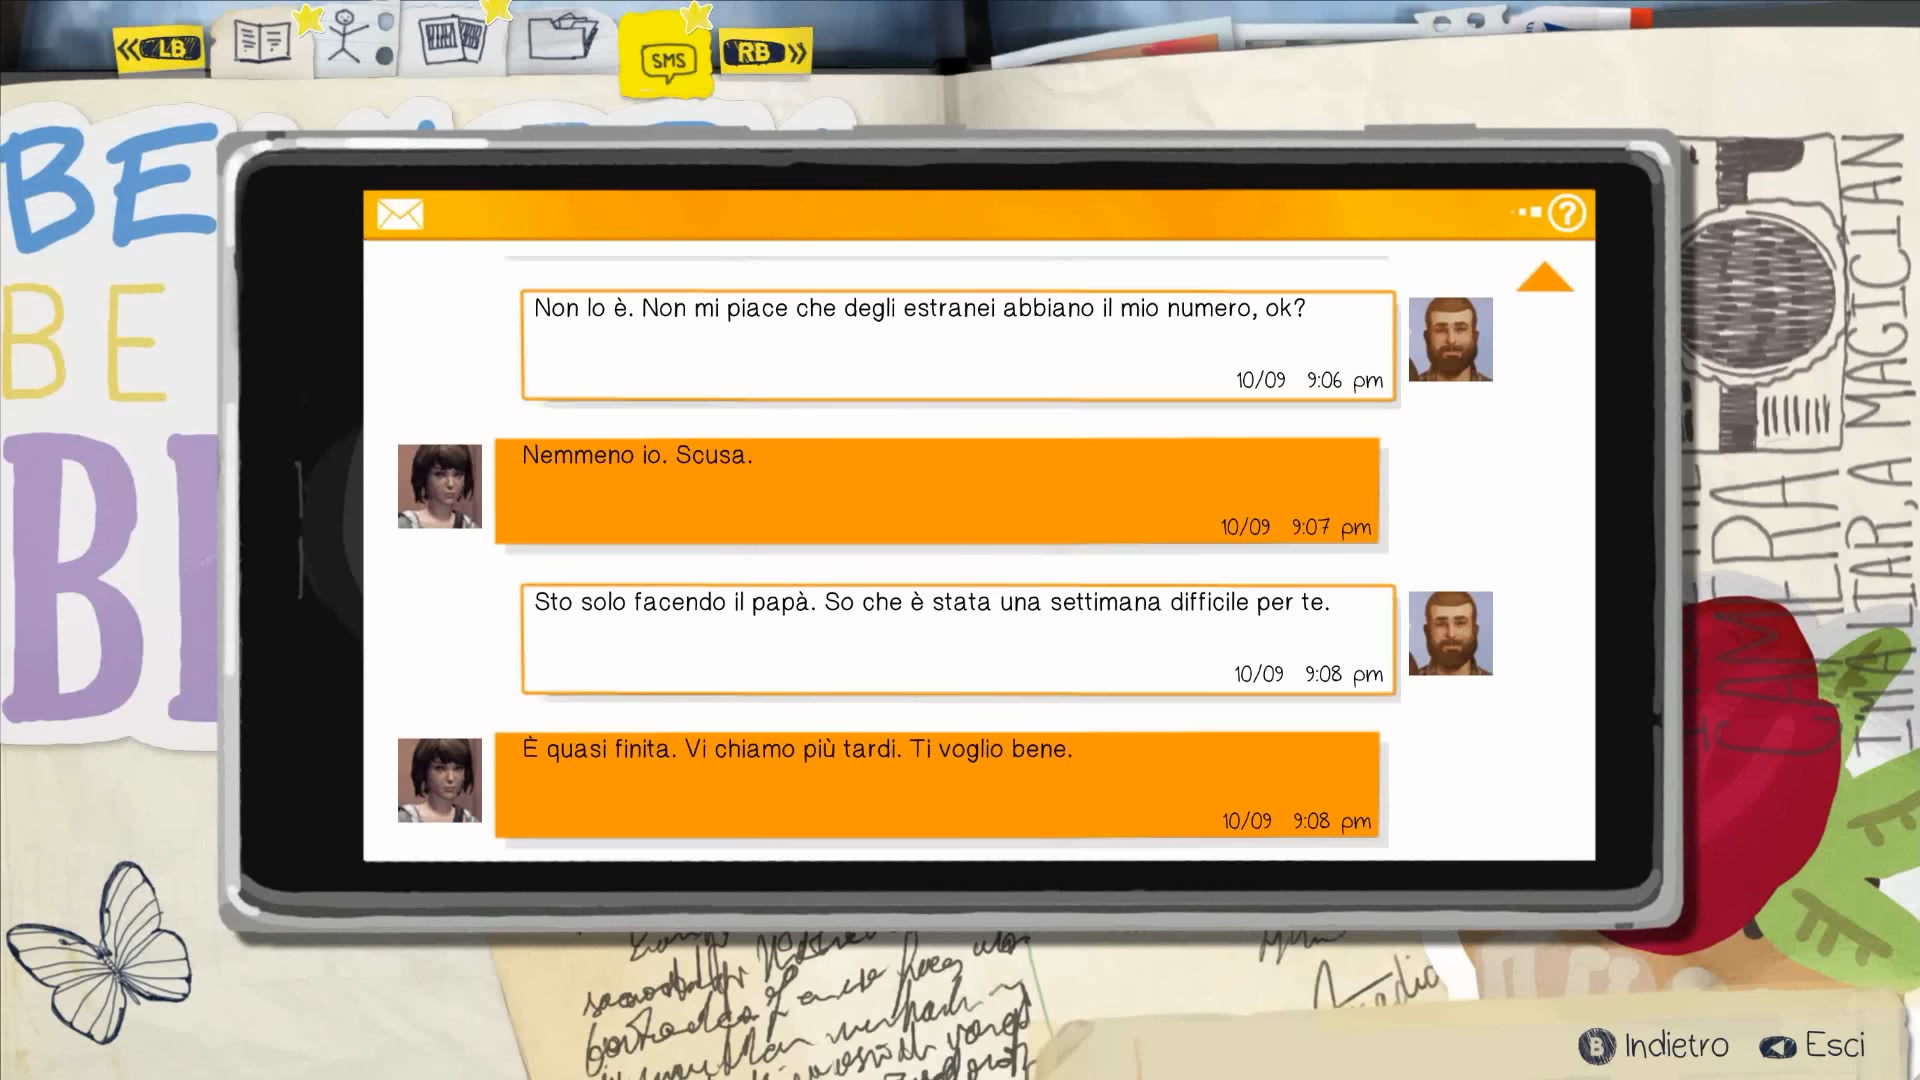 LB
SMS
RB
BE
BE
Non lo è. Non mi piace che degli estranei abbiano il mio numero, ok?
10/09 9:06 pm
Nemmeno io. Scusa.
10/09 9:07 pm
Sto solo facendo il papà. So che è stata una settimana difficile per te.
10/09 9:08 pm
È quasi finita. Vi chiamo più tardi. Ti voglio bene.
10/09 9:08 pm
CAMERA
LIAR, A MAGICIAN
B Indietro
Esci